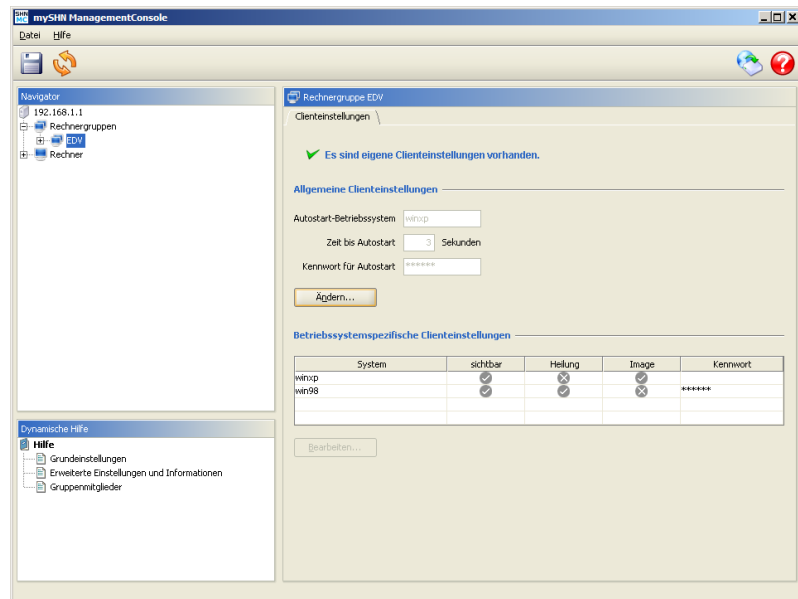 SHN
MC
mySHN ManagementConsole
Datei Hilfe
Navigator
192.168.1.1
Rechnergruppen
EDV
Rechner
Dynamische Hilfe
Hilfe
Grundeinstellungen
Erweiterte Einstellungen und Informationen
Gruppenmitglieder
Rechnergruppe EDV
Clienteinstellungen
Es sind eigene Clienteinstellungen vorhanden.
Allgemeine Clienteinstellungen
Autostart-Betriebssystem winxp
Zeit bis Autostart 3 Sekunden
Kennwort für Autostart ******
Ändern...
Betriebssystemspezifische Clienteinstellungen
System sichtbar Heilung Image Kennwort
winxp
win98 ******
Bearbeiten...